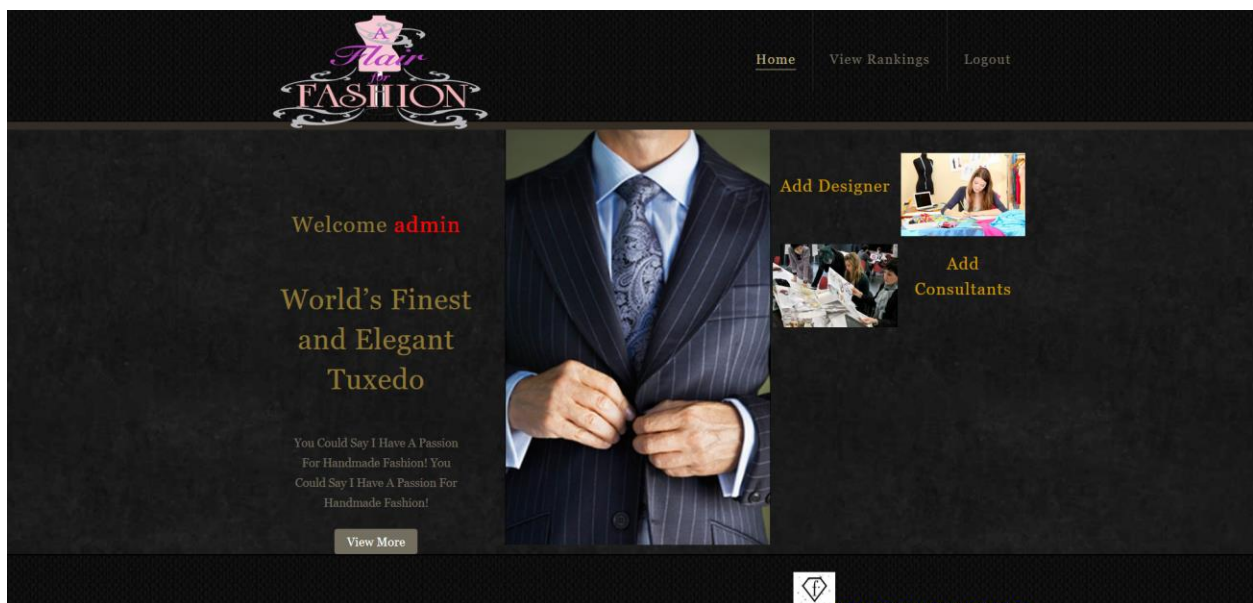 A
Flair
for
FASHION
Home
View Rankings
Logout
Welcome admin
World's Finest
and Elegant
Tuxedo
You Could Say I Have A Passion
For Handmade Fashion! You
Could Say I Have A Passion For
Handmade Fashion!
View More
Add Designer
Add
Consultants
f